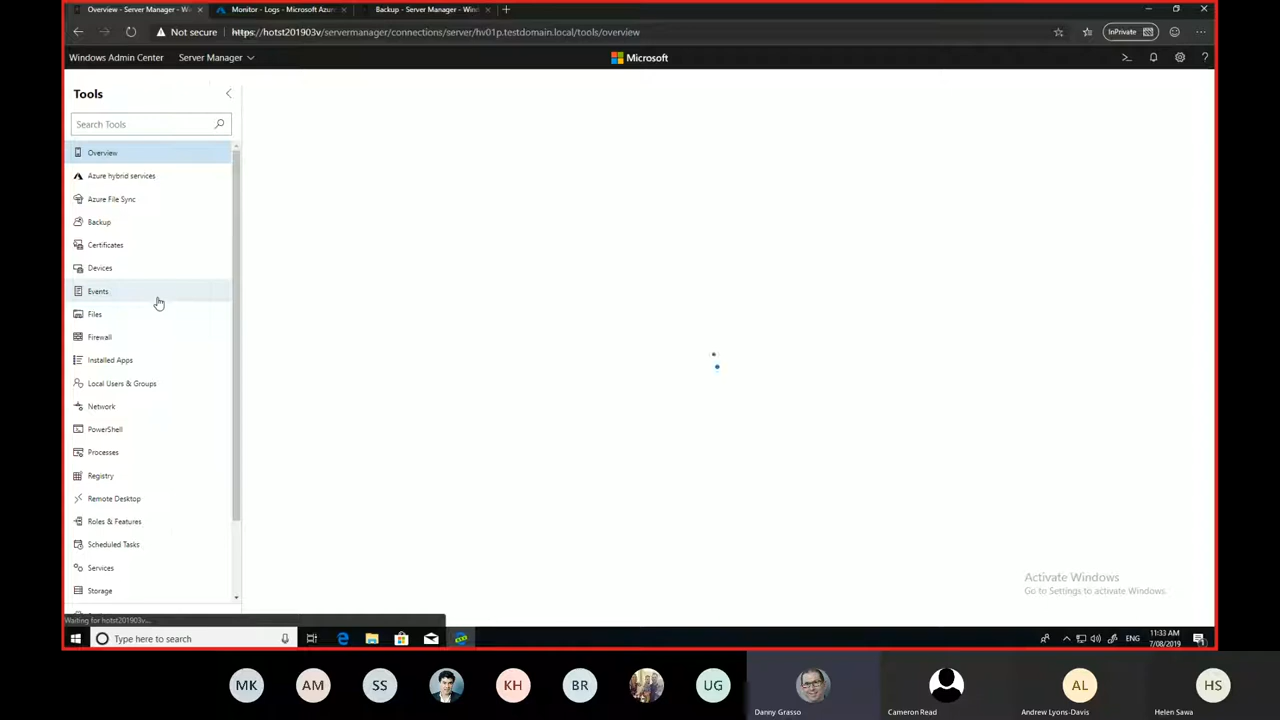 Overview - Server Manager - Wi
Monitor - Logs - Microsoft Azur
Backup - Server Manager - Win
Not secure
https://hotst201903v/servermanager/connections/server/hv01p.testdomain.local/tools/overview
InPrivate
Windows Admin Center
Server Manager
Microsoft
Tools
Search Tools
Overview
Azure hybrid services
Azure File Sync
Backup
Certificates
Devices
Events
Files
Firewall
Installed Apps
Local Users & Groups
Network
PowerShell
Processes
Registry
Remote Desktop
Roles & Features
Scheduled Tasks
Services
Storage
Activate Windows
Go to Settings to activate Windows.
Waiting for hotst201903v...
Type here to search
ENG
11:33 AM
7/08/2019
MK
AM
SS
KH
BR
UG
AL
HS
Danny Grasso
Cameron Read
Andrew Lyons-Davis
Helen Sawa